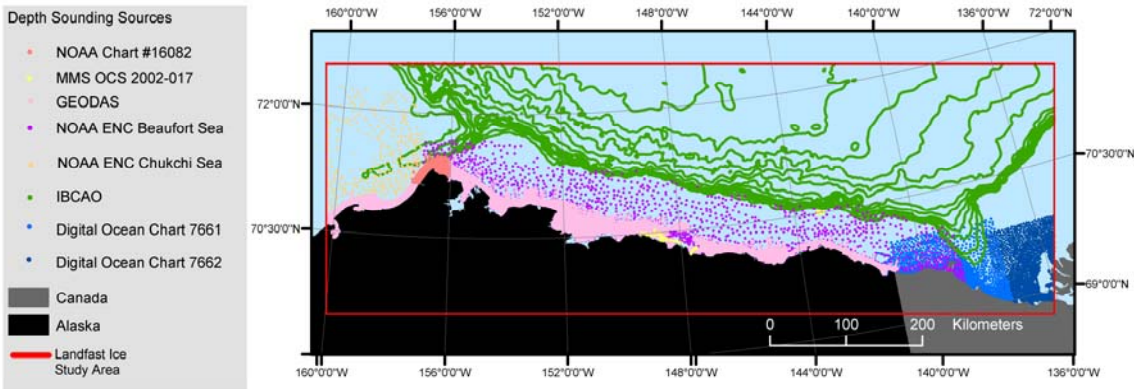 Depth Sounding Sources
NOAA Chart #16082
MMS OCS 2002-017
GEODAS
NOAA ENC Beaufort Sea
NOAA ENC Chukchi Sea
IBCAO
Digital Ocean Chart 7661
Digital Ocean Chart 7662
Canada
Alaska
Landfast Ice
Study Area
160°0'0"W 156°0'0"W 152°0'0"W 148°0'0"W 144°0'0"W 140°0'0"W 136°0'0"W 72°0'0"N
72°0'0"N
70°30'0"N
70°30'0"N
69°0'0"N
0 100 200 Kilometers
160°0'0"W 156°0'0"W 152°0'0"W 148°0'0"W 144°0'0"W 140°0'0"W 136°0'0"W